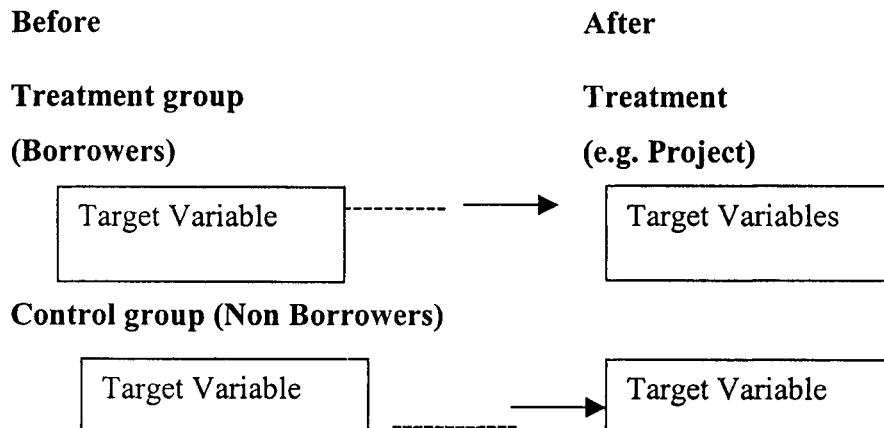 Before After
Treatment group Treatment
(Borrowers) (e.g. Project)
Target Variable Target Variables
Control group (Non Borrowers)
Target Variable Target Variable